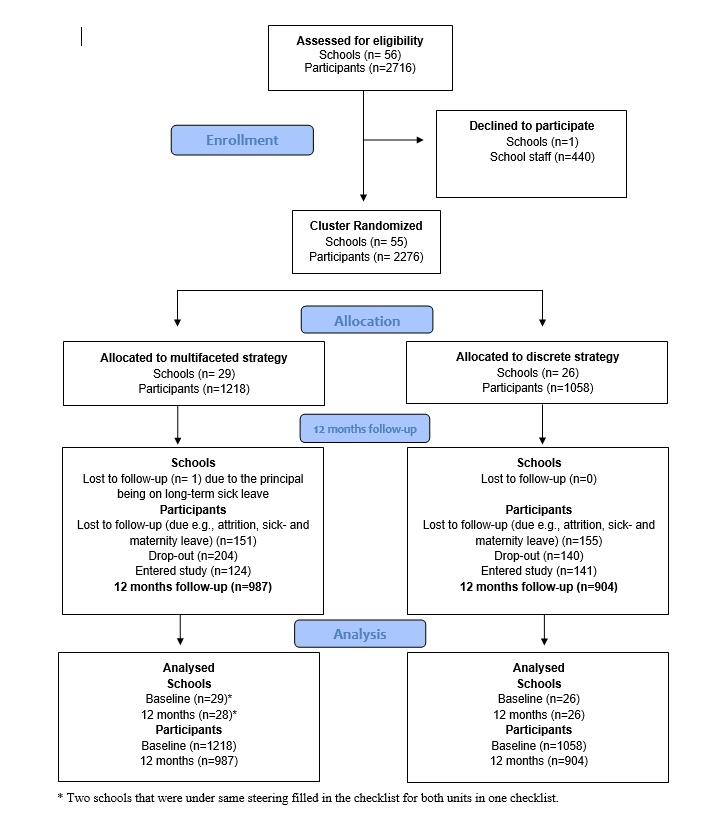 Assessed for eligibility
Schools (n= 56)
Participants (n=2716)
Enrollment
Declined to participate
Schools (n=1)
School staff (n=440)
Cluster Randomized
Schools (n= 55)
Participants (n= 2276)
Allocation
Allocated to multifaceted strategy
Schools (n= 29)
Participants (n=1218)
Allocated to discrete strategy
Schools (n= 26)
Participants (n=1058)
12 months follow-up
Schools
Lost to follow-up (n= 1) due to the principal
being on long-term sick leave
Participants
Lost to follow-up (due e.g., attrition, sick- and
maternity leave) (n=151)
Drop-out (n=204)
Entered study (n=124)
12 months follow-up (n=987)
Schools
Lost to follow-up (n=0)
Participants
Lost to follow-up (due e.g., attrition, sick- and
maternity leave) (n=155)
Drop-out (n=140)
Entered study (n=141)
12 months follow-up (n=904)
Analysis
Analysed
Schools
Baseline (n=29)*
12 months (n=28)*
Participants
Baseline (n=1218)
12 months (n=987)
Analysed
Schools
Baseline (n=26)
12 months (n=26)
Participants
Baseline (n=1058)
12 months (n=904)
* Two schools that were under same steering filled in the checklist for both units in one checklist.